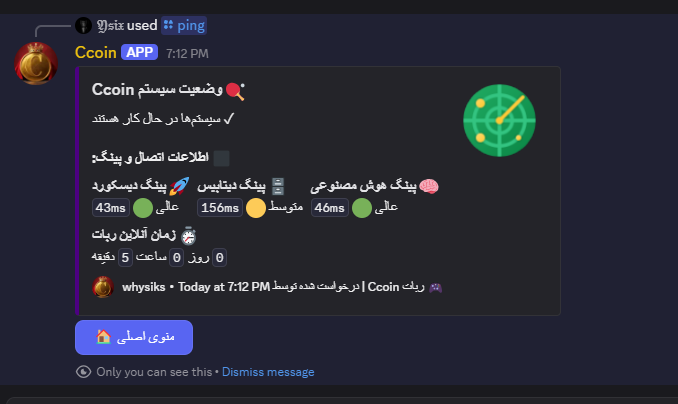 𝖄𝖘𝖎𝖝 used ping
Ccoin APP 7:12 PM
🏓 وضعیت سیستم Ccoin
✓ سیستم‌ها در حال کار هستند
اطلاعات اتصال و پینگ:
🚀 پینگ دیسکورد
عالی 🟢 43ms
🗄️ پینگ دیتابیس
متوسط 🟡 156ms
🧠 پینگ هوش مصنوعی
عالی 🟢 46ms
⏱️ زمان آنلاین ربات
0 روز 0 ساعت 5 دقیقه
🎮 ربات Ccoin | درخواست شده توسط whysiks • Today at 7:12 PM
منوی اصلی 🏠
Only you can see this • Dismiss message